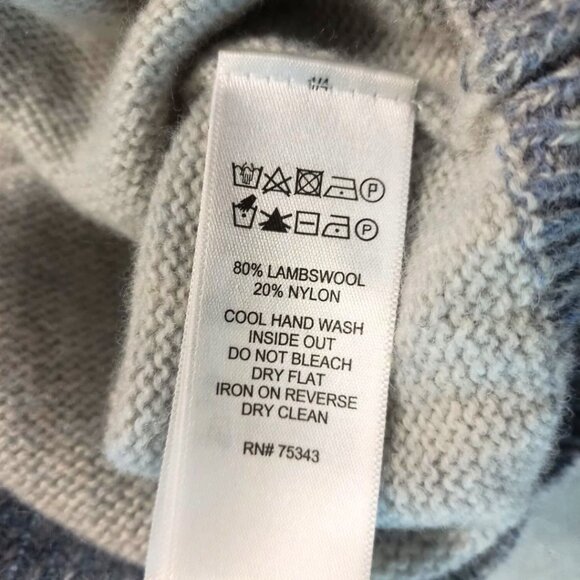 P
P
80% LAMBSWOOL
20% NYLON
COOL HAND WASH
INSIDE OUT
DO NOT BLEACH
DRY FLAT
IRON ON REVERSE
DRY CLEAN
RN# 75343